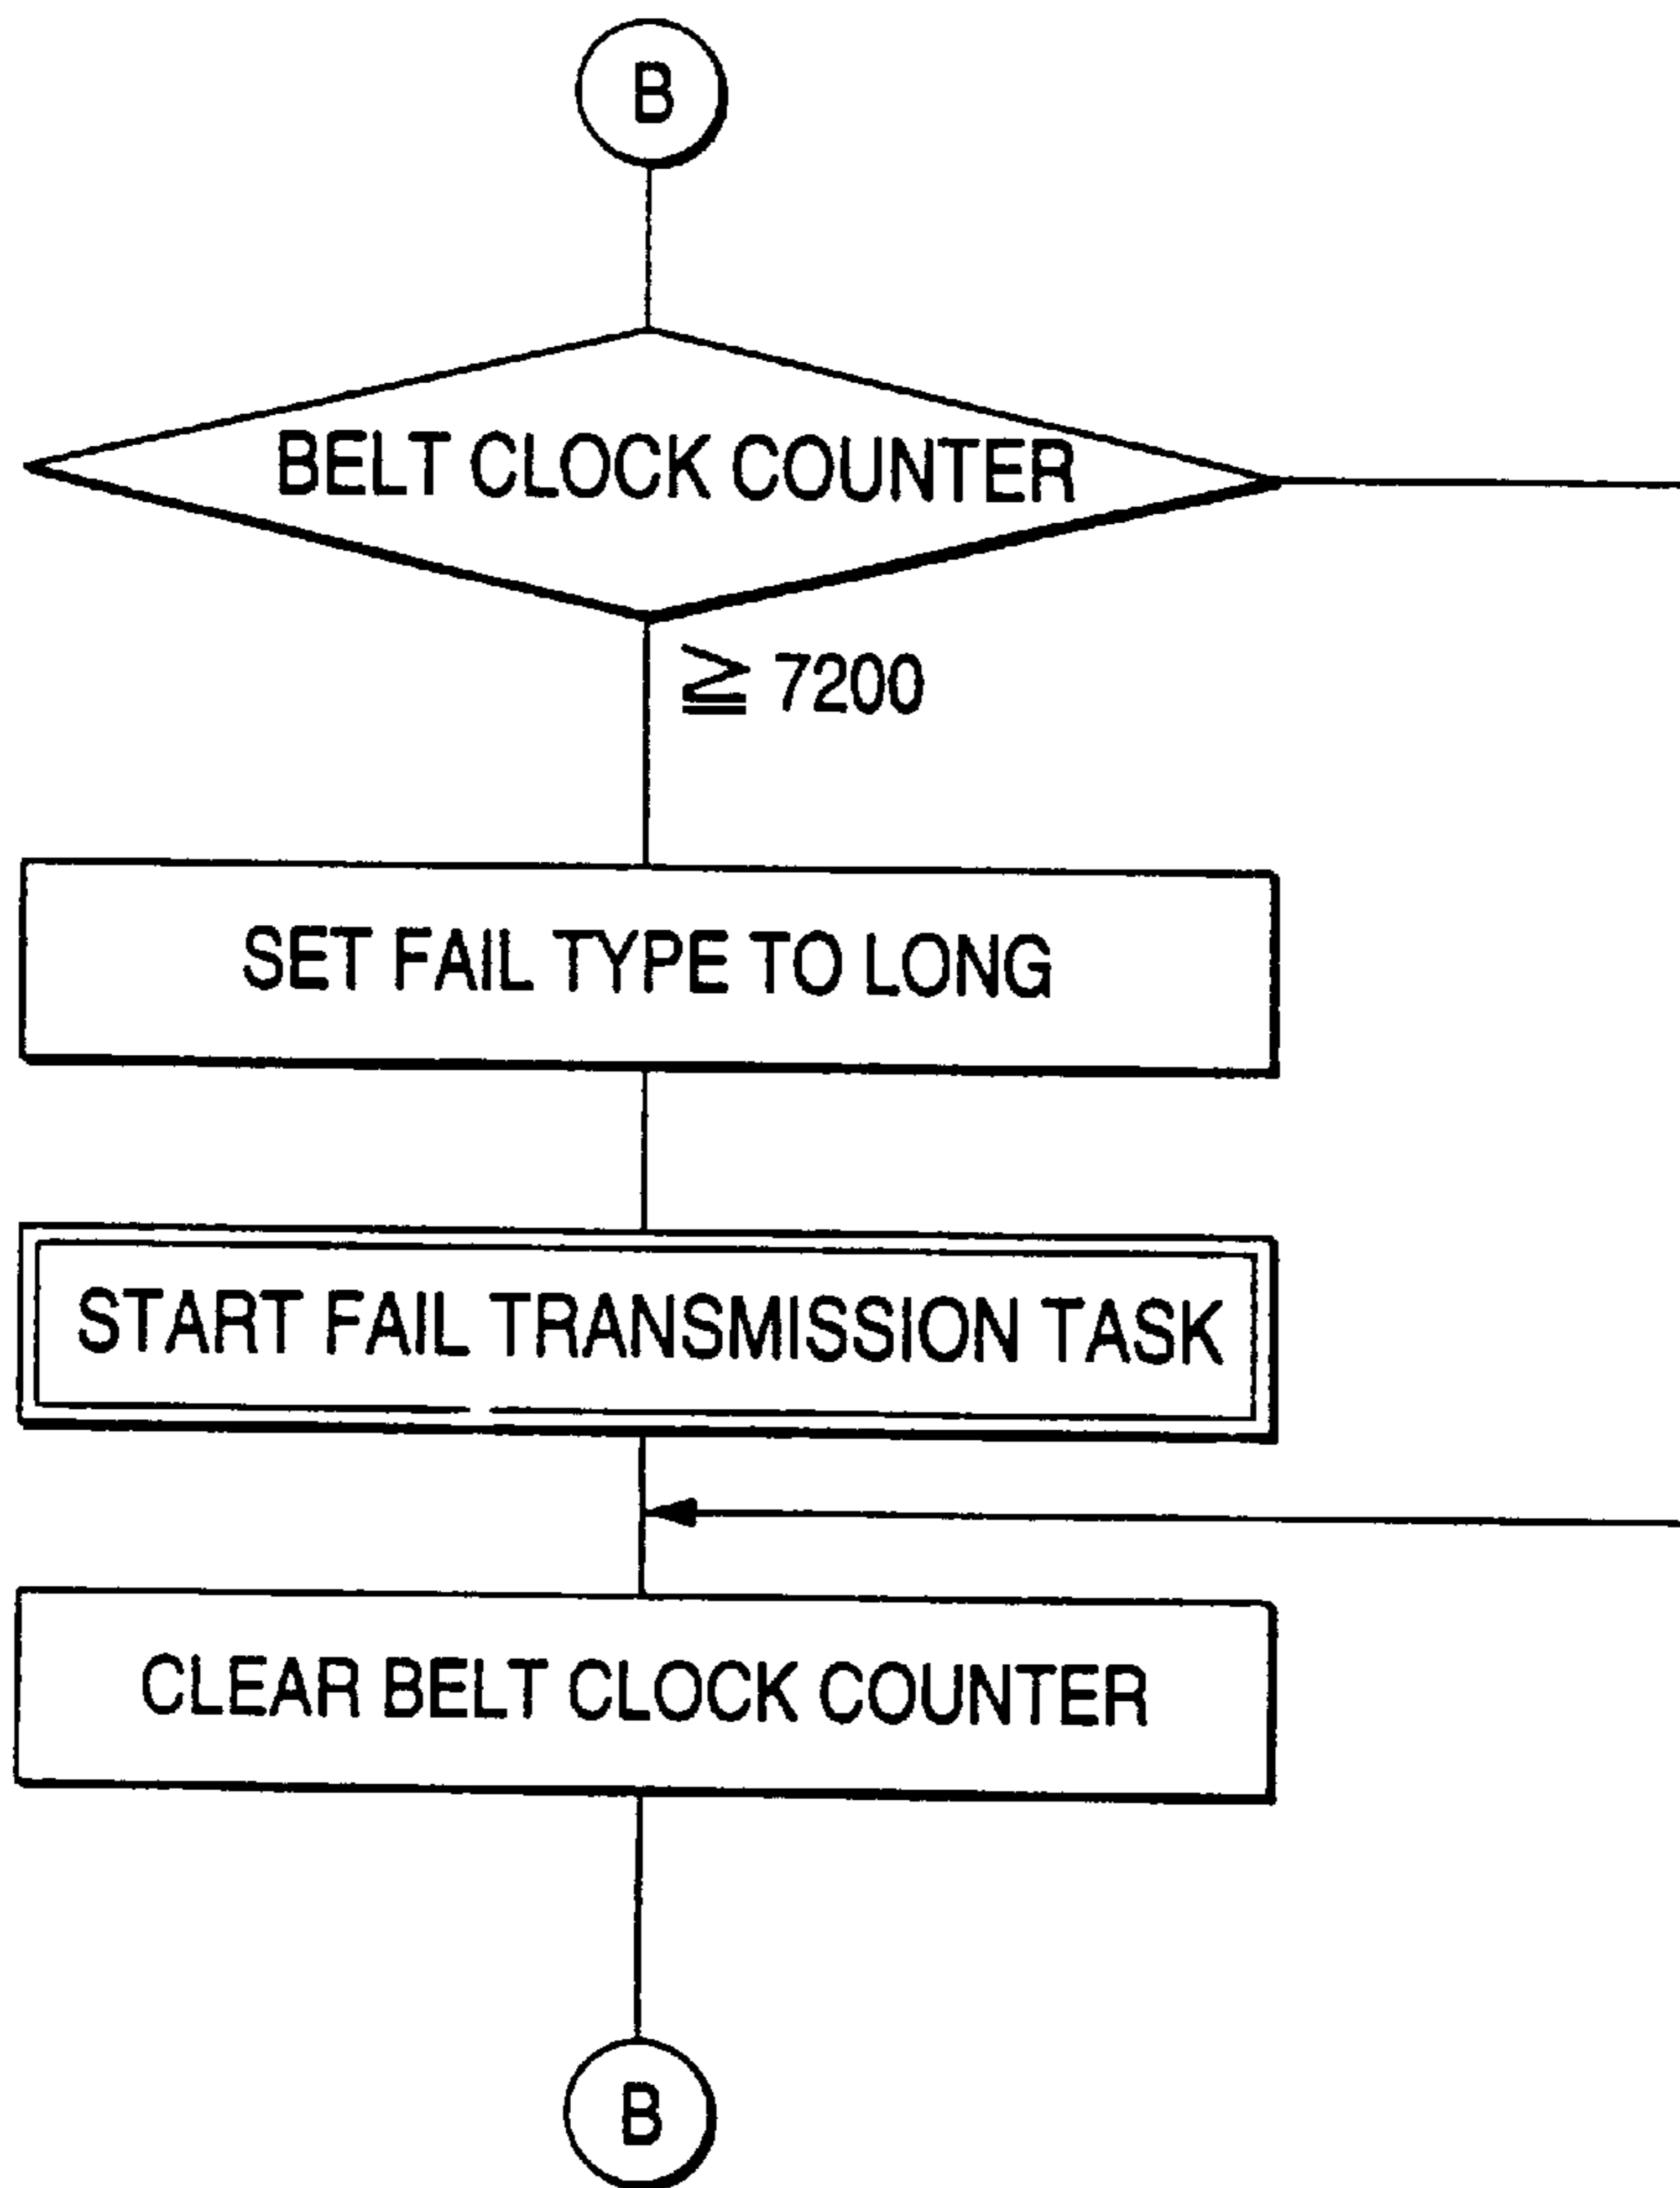 B
BELT CLOCK COUNTER
≧ 7200
SET FAIL TYPE TO LONG
START FAIL TRANSMISSION TASK
CLEAR BELT CLOCK COUNTER
B